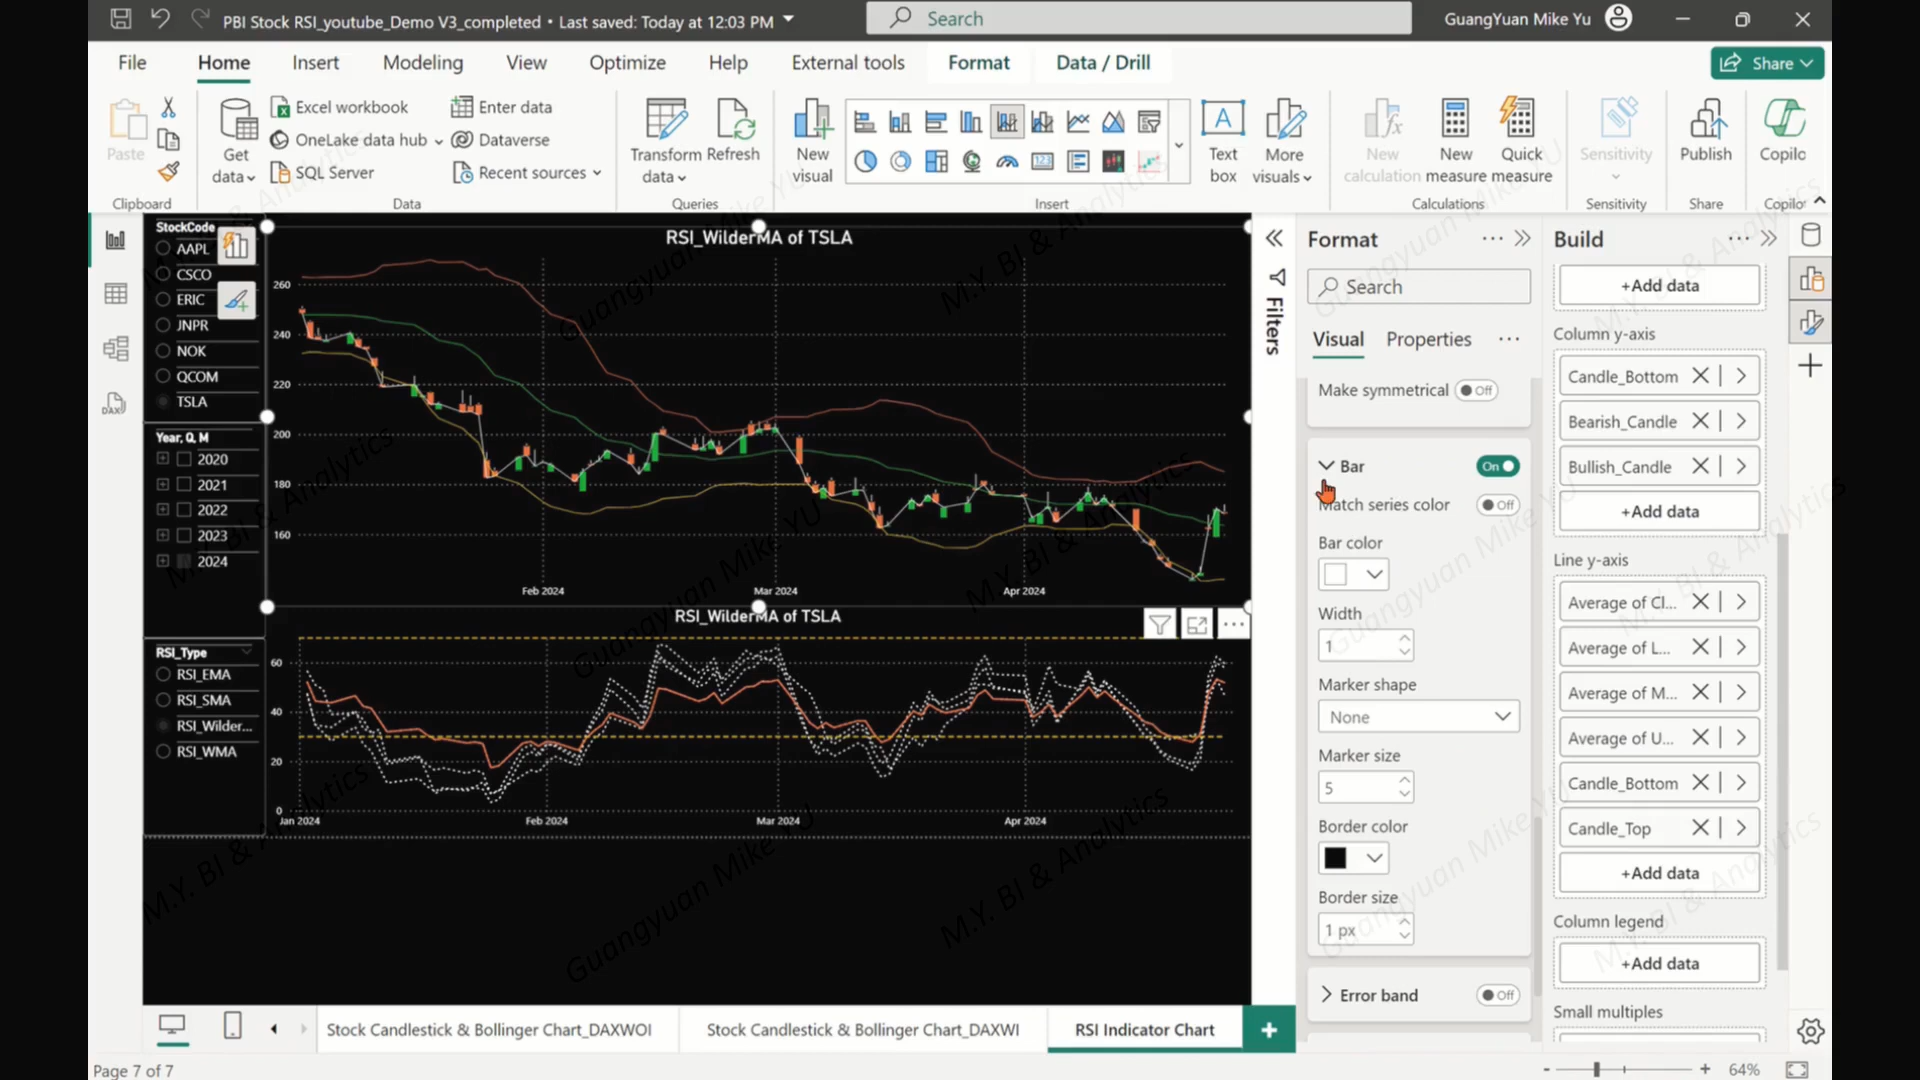 PBI Stock RSI_youtube_Demo V3_completed • Last saved: Today at 12:03 PM
Search
GuangYuan Mike Yu
File
Home
Insert
Modeling
View
Optimize
Help
External tools
Format
Data / Drill
Share
Paste
Clipboard
Get data
Excel workbook
OneLake data hub
SQL Server
Enter data
Dataverse
Recent sources
Data
Transform data
Refresh
Queries
New visual
Text box
More visuals
Insert
New calculation
New measure
Quick measure
Calculations
Sensitivity
Sensitivity
Publish
Share
Copilo
Copilo
StockCode
AAPL
CSCO
ERIC
JNPR
NOK
QCOM
TSLA
Year, Q, M
2020
2021
2022
2023
2024
RSI_Type
RSI_EMA
RSI_SMA
RSI_Wilder...
RSI_WMA
RSI_WilderMA of TSLA
260
240
220
200
180
160
Feb 2024
Mar 2024
Apr 2024
RSI_WilderMA of TSLA
60
40
20
0
Jan 2024
Feb 2024
Mar 2024
Apr 2024
Filters
Format
Search
Visual
Properties
Make symmetrical
Off
Bar
On
Match series color
Off
Bar color
Width
1
Marker shape
None
Marker size
5
Border color
Border size
1 px
Error band
Off
Build
+Add data
Column y-axis
Candle_Bottom
Bearish_Candle
Bullish_Candle
+Add data
Line y-axis
Average of Cl...
Average of L...
Average of M...
Average of U...
Candle_Bottom
Candle_Top
+Add data
Column legend
+Add data
Small multiples
DAX
Stock Candlestick & Bollinger Chart_DAXWOI
Stock Candlestick & Bollinger Chart_DAXWI
RSI Indicator Chart
Page 7 of 7
64%
M.Y. BI & Analytics
Guangyuan Mike YU